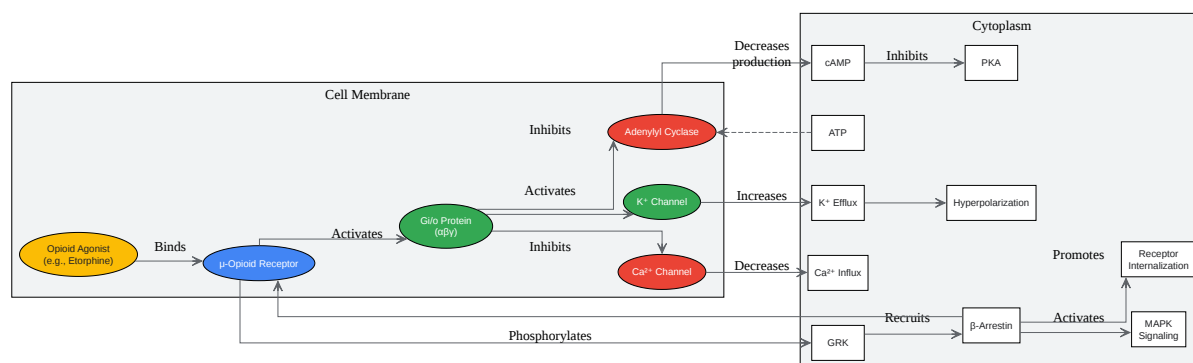 Cytoplasm
Decreases
production
cAMP
Inhibits
PKA
Cell Membrane
Inhibits
Adenylyl Cyclase
ATP
Activates
K⁺ Channel
Increases
K⁺ Efflux
Hyperpolarization
Gi/o Protein
(αβγ)
Activates
Inhibits
Opioid Agonist
(e.g., Etorphine)
Binds
μ-Opioid Receptor
Ca²⁺ Channel
Decreases
Ca²⁺ Influx
Promotes
Receptor
Internalization
Recruits
β-Arrestin
Activates
MAPK
Signaling
Phosphorylates
GRK